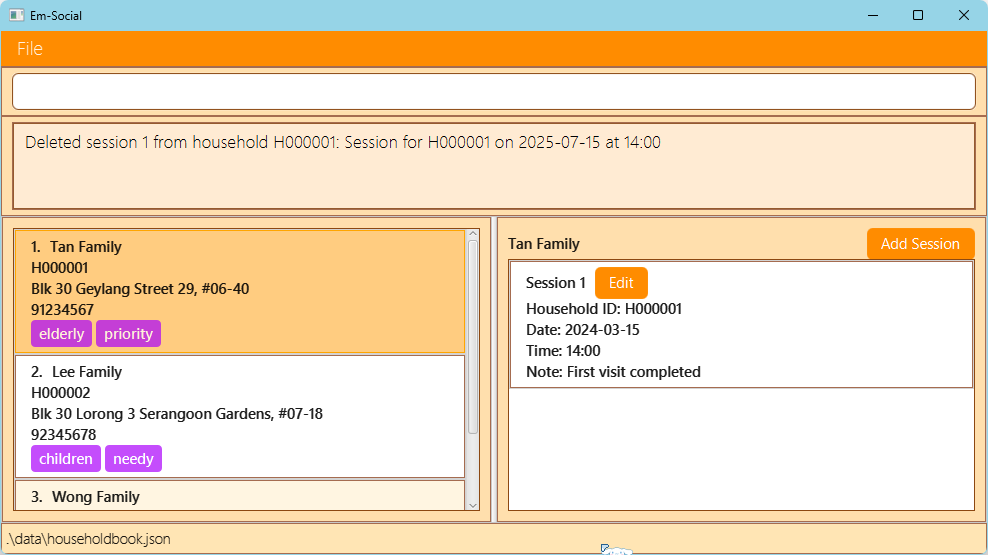 Em-Social
File
Deleted session 1 from household H000001: Session for H000001 on 2025-07-15 at 14:00
1. Tan Family
H000001
Blk 30 Geylang Street 29, #06-40
91234567
elderly priority
2. Lee Family
H000002
Blk 30 Lorong 3 Serangoon Gardens, #07-18
92345678
children needy
3. Wong Family
Tan Family
Add Session
Session 1 Edit
Household ID: H000001
Date: 2024-03-15
Time: 14:00
Note: First visit completed
.\data\householdbook.json